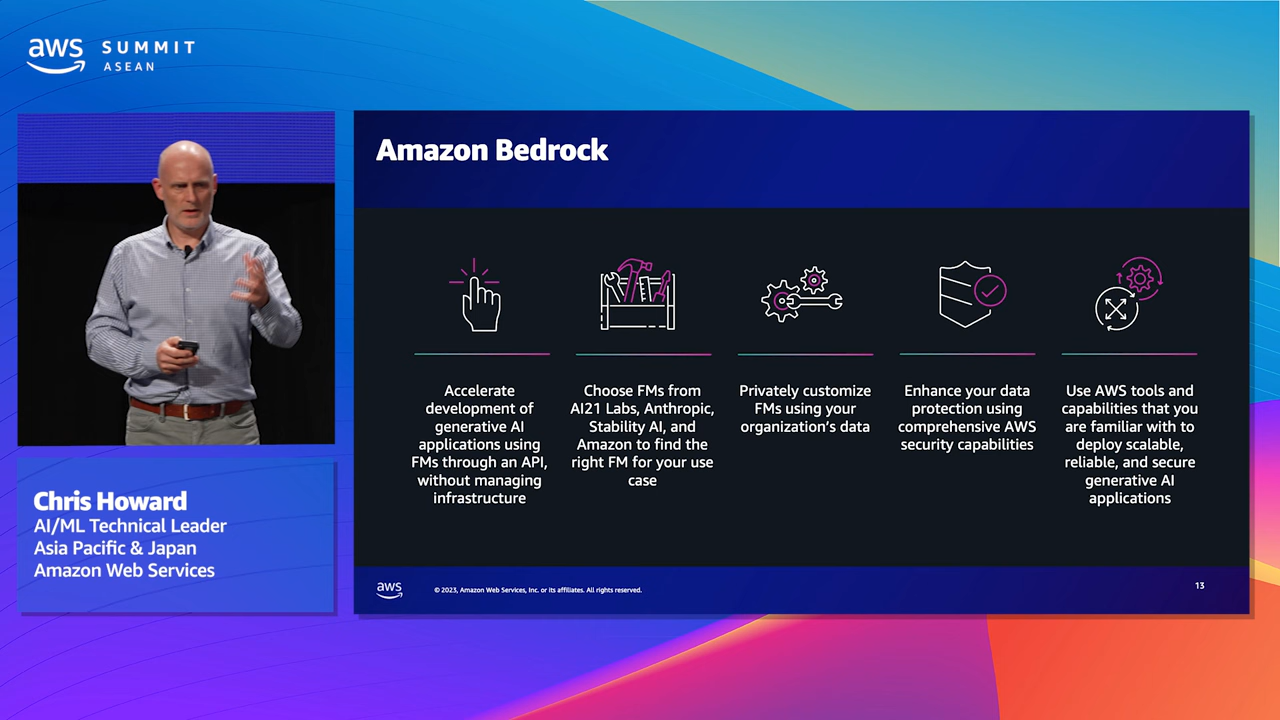 aws SUMMIT
ASEAN
Chris Howard
AI/ML Technical Leader
Asia Pacific & Japan
Amazon Web Services
Amazon Bedrock
Accelerate
development of
generative AI
applications using
FMs through an API,
without managing
infrastructure
Choose FMs from
AI21 Labs, Anthropic,
Stability AI, and
Amazon to find the
right FM for your use
case
Privately customize
FMs using your
organization's data
Enhance your data
protection using
comprehensive AWS
security capabilities
Use AWS tools and
capabilities that you
are familiar with to
deploy scalable,
reliable, and secure
generative AI
applications
aws
© 2023, Amazon Web Services, Inc. or its affiliates. All rights reserved.
13